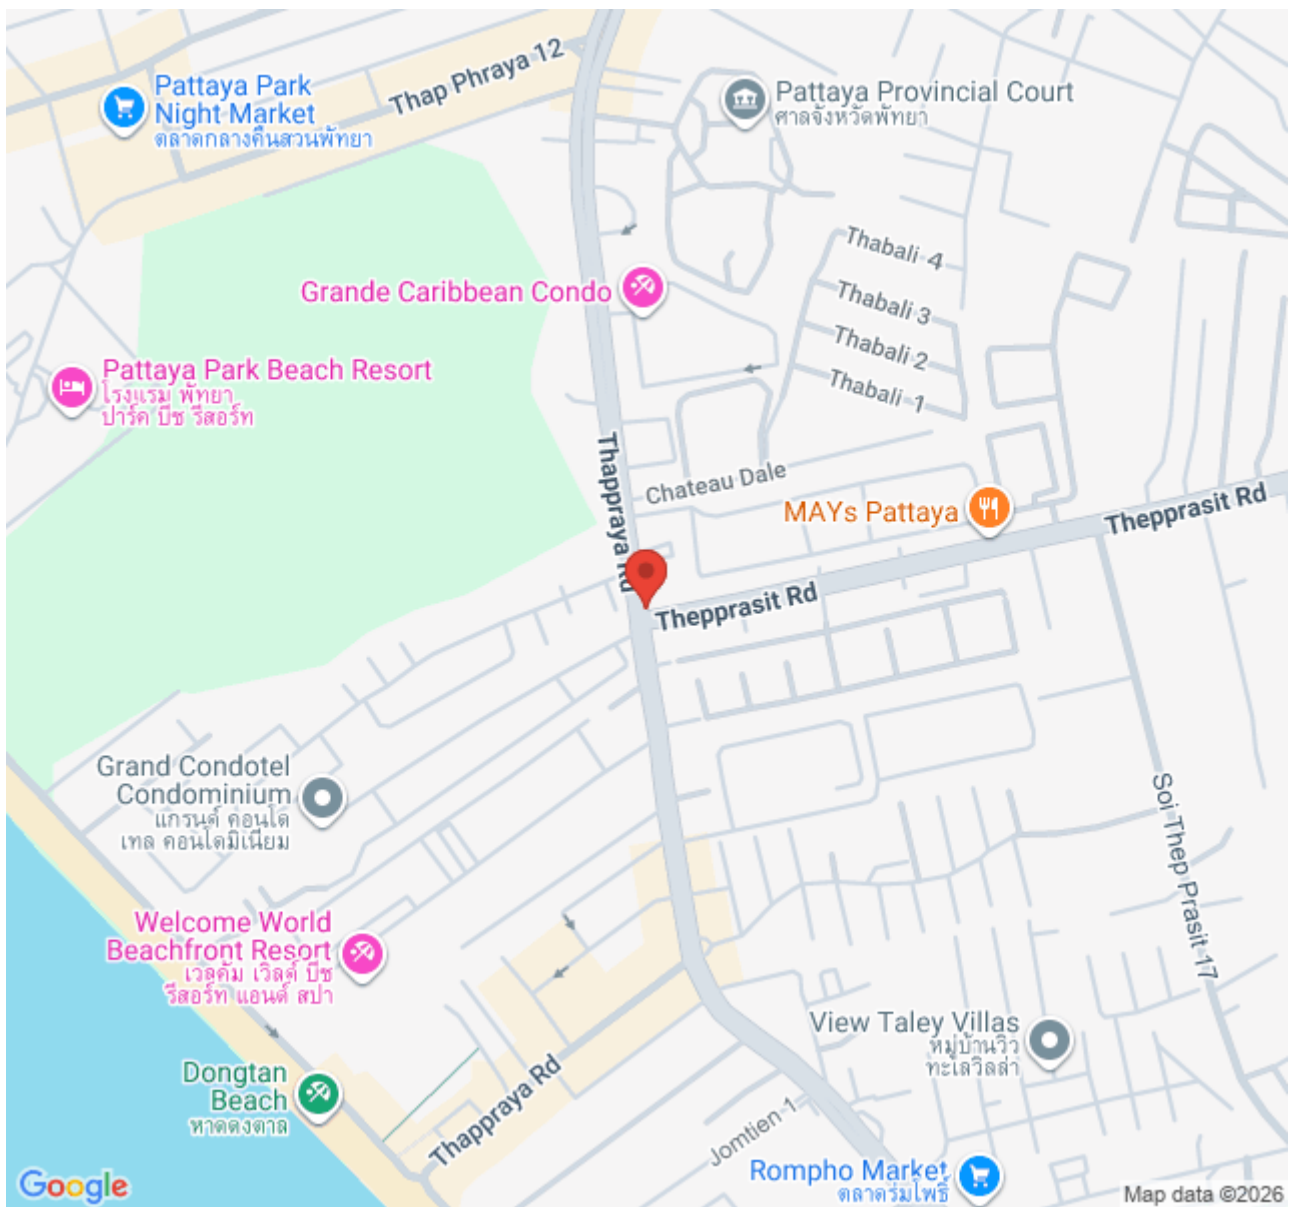 Thap Phraya 12
Pattaya Park
Night Market
ตลาดกลางคืนสวนพัทยา
Pattaya Provincial Court
ศาลจังหวัดพัทยา
Thabali 4
Grande Caribbean Condo
Thabali 3
Thabali 2
Pattaya Park Beach Resort
โรงแรม พัทยา
ปาร์ค บีช รีสอร์ท
Thabali 1
Thappraya Rd
Chateau Dale
MAYs Pattaya
Thepprasit Rd
Thepprasit Rd
Grand Condotel
Condominium
แกรนด์ คอนโด
เทล คอนโดมิเนียม
Soi Thep Prasit 17
Welcome World
Beachfront Resort
เวลคัม เวิลด์ บีช
รีสอร์ท แอนด์ สปา
View Taley Villas
หมู่บ้านวิว
ทะเลวิลล่า
Dongtan
Beach
หาดดงตาล
Thappraya Rd
Jomtien 1
Rompho Market
ตลาดร่มโพธิ์
Google
Map data ©2026